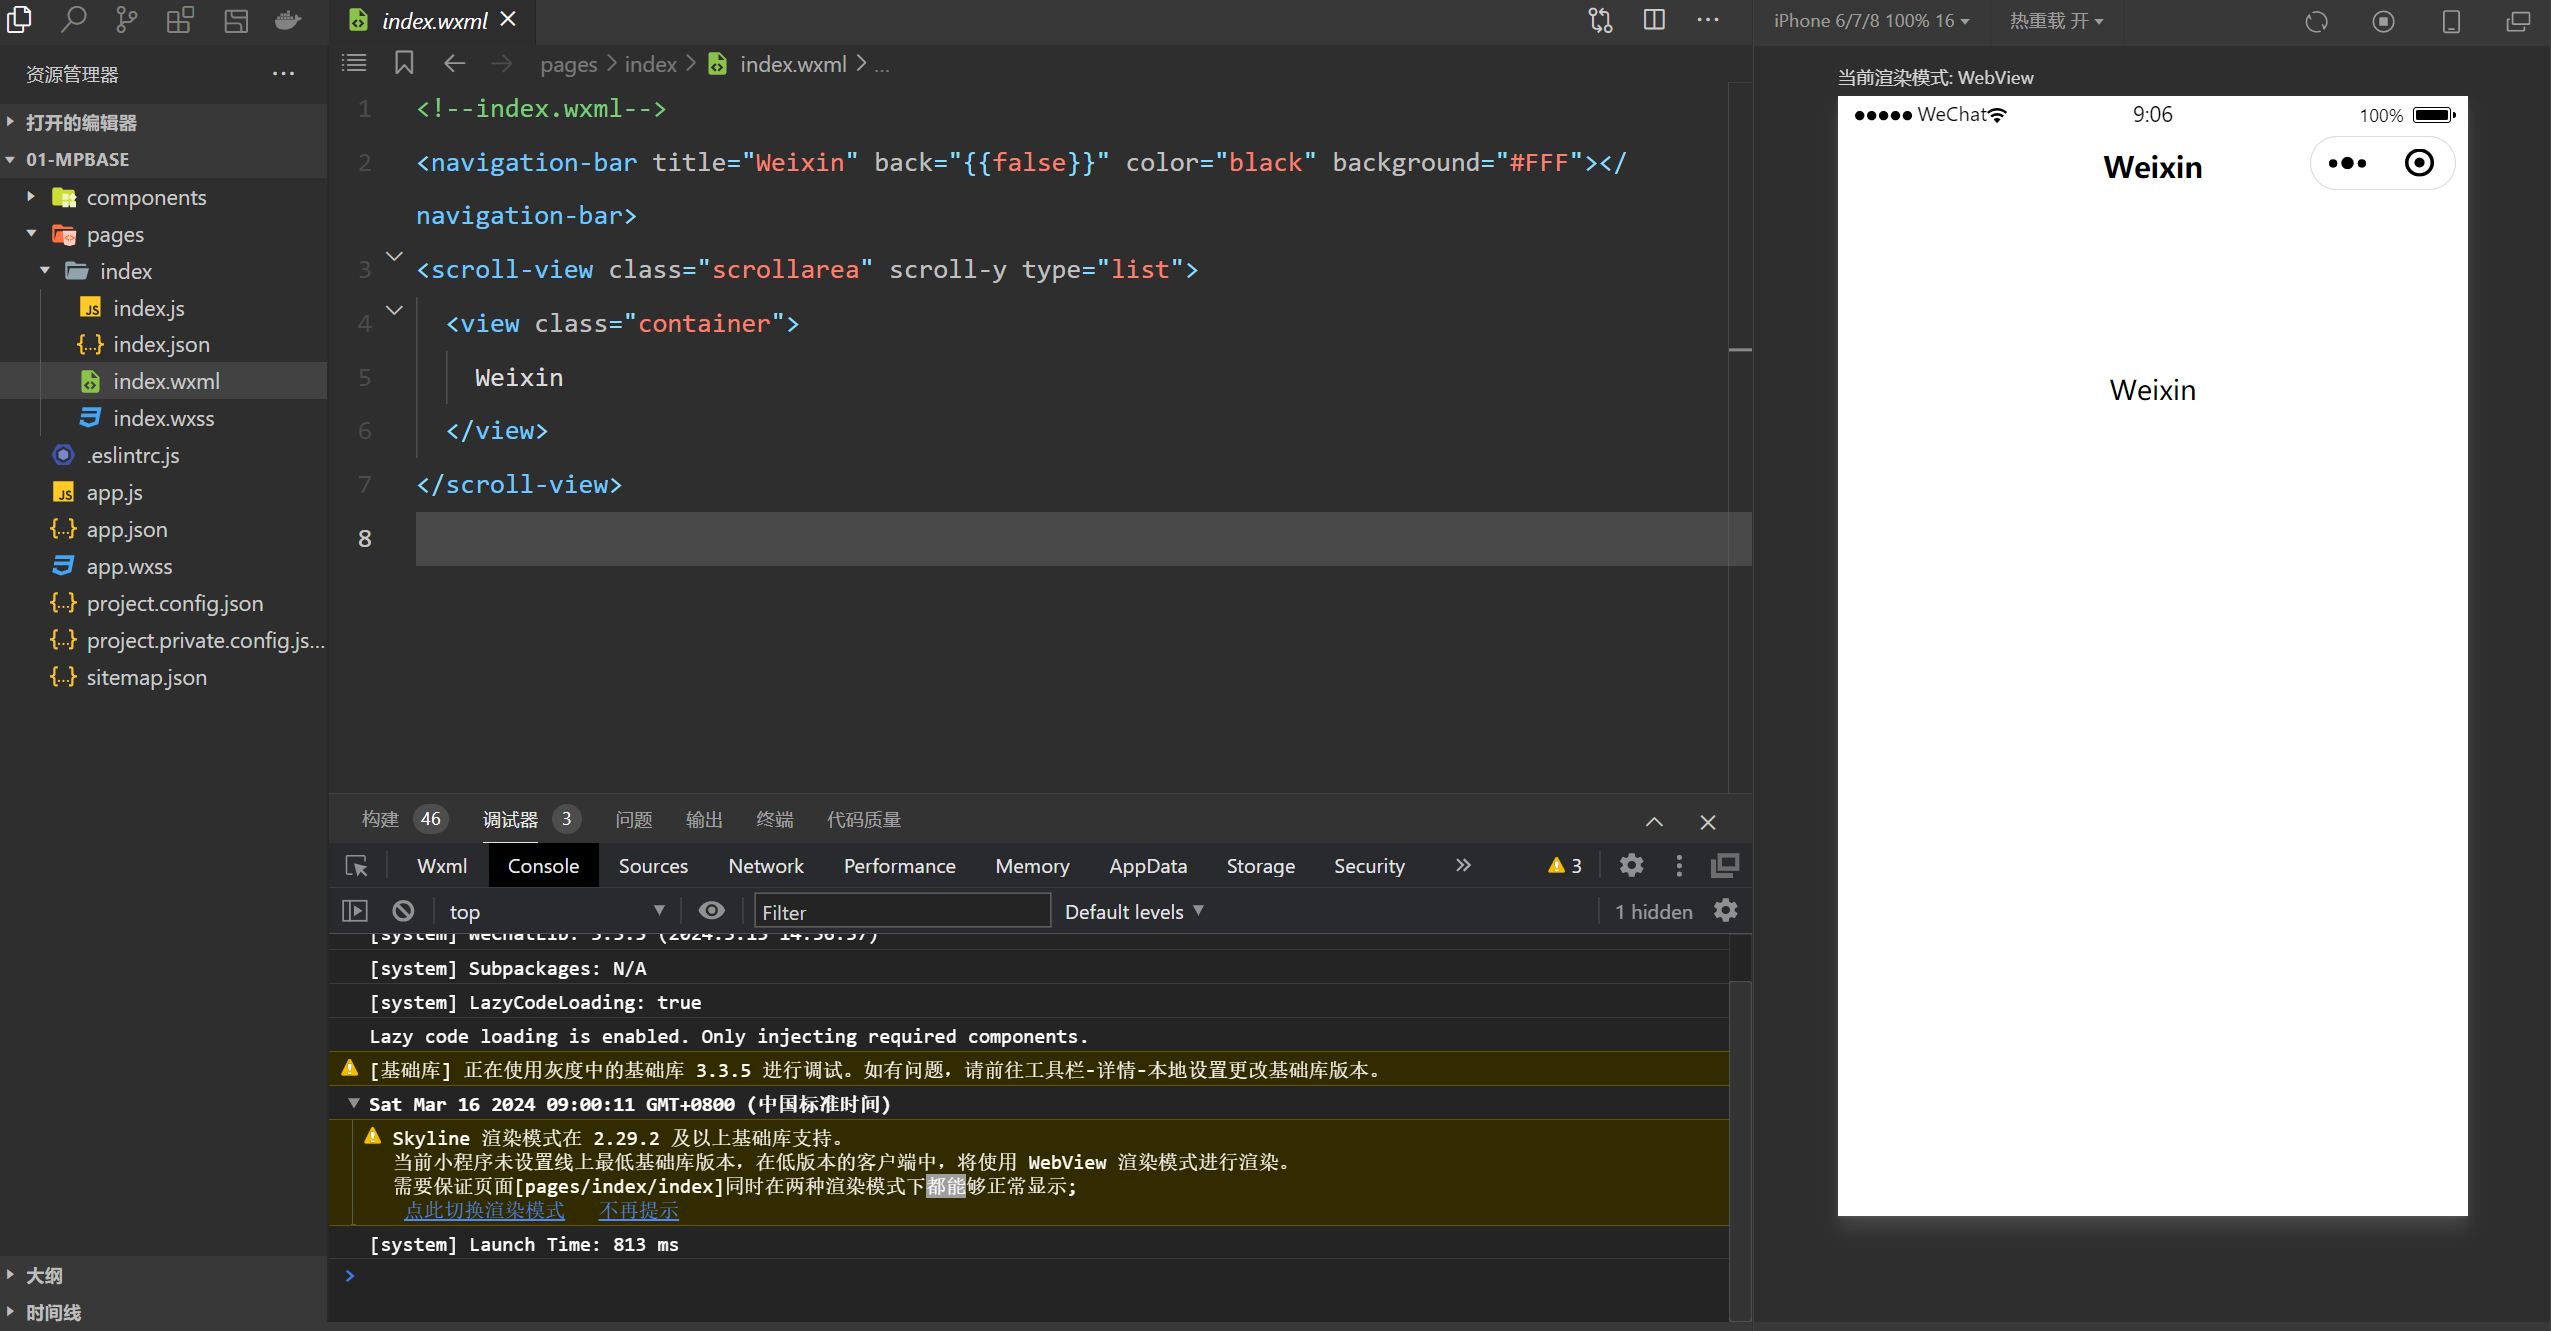 资源管理器
打开的编辑器
01-MPBASE
components
pages
index
index.js
index.json
index.wxml
index.wxss
.eslintrc.js
app.js
app.json
app.wxss
project.config.json
project.private.config.js...
sitemap.json
大纲
时间线
index.wxml
pages > index > index.wxml > ...
1 <!--index.wxml-->
2 <navigation-bar title="Weixin" back="{{false}}" color="black" background="#FFF"></
navigation-bar>
3 <scroll-view class="scrollarea" scroll-y type="list">
4 <view class="container">
5 Weixin
6 </view>
7 </scroll-view>
8
构建 46 调试器 3 问题 输出 终端 代码质量
Wxml Console Sources Network Performance Memory AppData Storage Security 3
top Filter Default levels 1 hidden
[system] WeChatLib: 3.3.5 (2024.3.15 14:36:37)
[system] Subpackages: N/A
[system] LazyCodeLoading: true
Lazy code loading is enabled. Only injecting required components.
[基础库] 正在使用灰度中的基础库 3.3.5 进行调试。如有问题，请前往工具栏-详情-本地设置更改基础库版本。
Sat Mar 16 2024 09:00:11 GMT+0800 (中国标准时间)
Skyline 渲染模式在 2.29.2 及以上基础库支持。
当前小程序未设置线上最低基础库版本，在低版本的客户端中，将使用 WebView 渲染模式进行渲染。
需要保证页面[pages/index/index]同时在两种渲染模式下都能够正常显示;
点此切换渲染模式 不再提示
[system] Launch Time: 813 ms
>
iPhone 6/7/8 100% 16 热重载 开
当前渲染模式: WebView
WeChat 9:06 100%
Weixin
Weixin